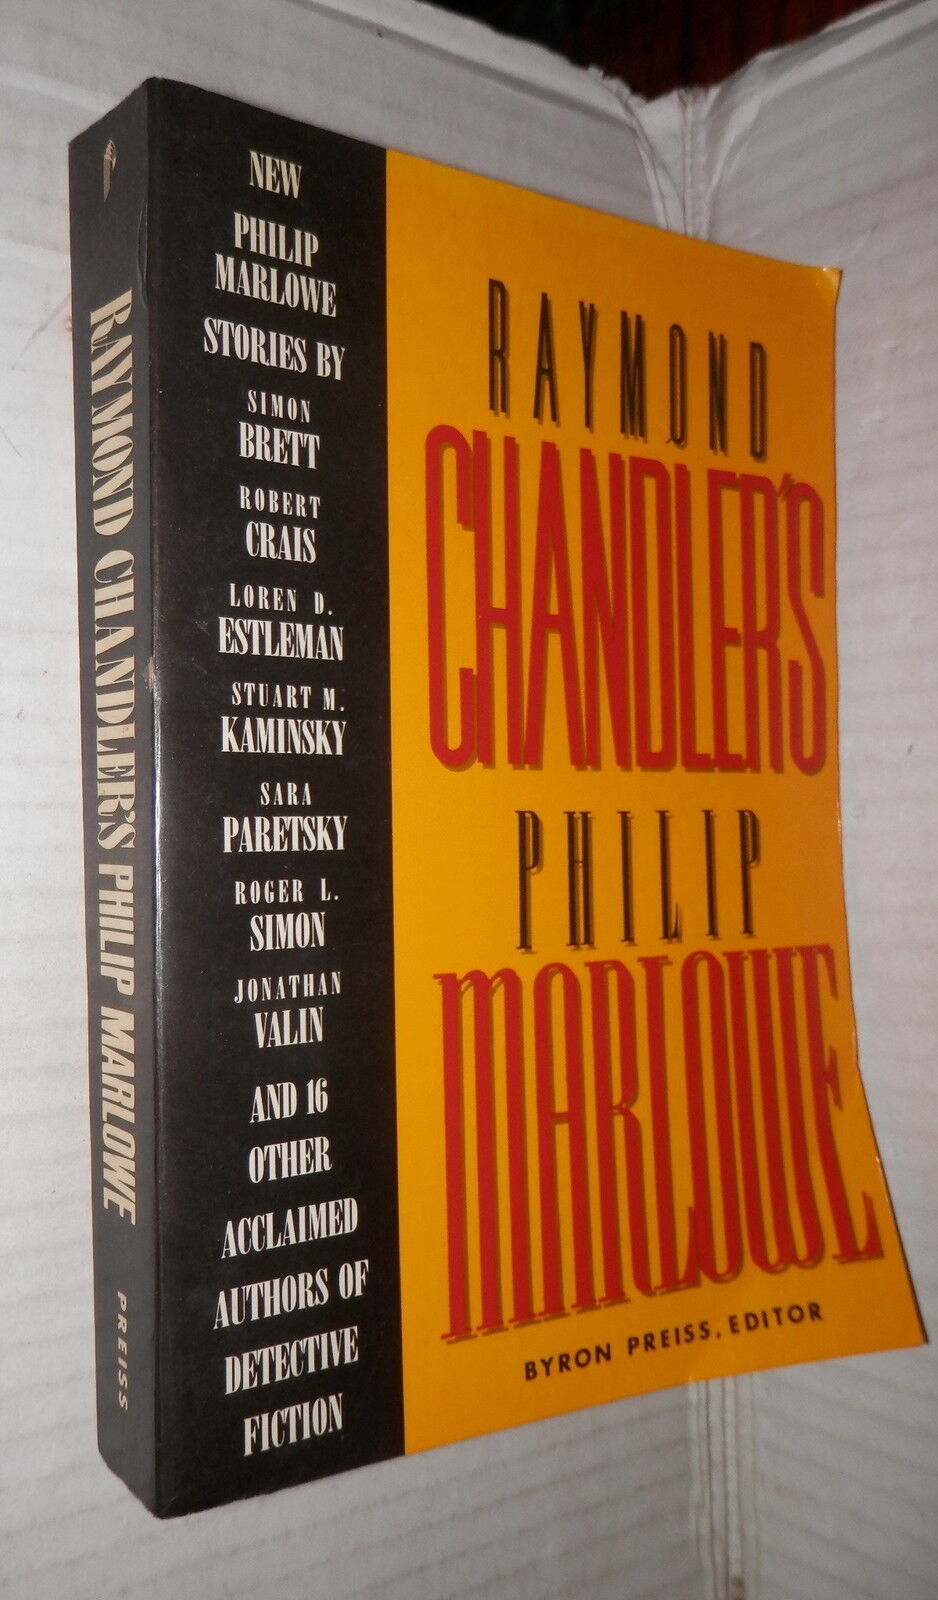 RAYMOND CHANDLER'S PHILIP MARLOWE
PREISS
NEW
PHILIP
MARLOWE
STORIES BY
SIMON
BRETT
ROBERT
CRAIS
LOREN D.
ESTLEMAN
STUART M.
KAMINSKY
SARA
PARETSKY
ROGER L.
SIMON
JONATHAN
VALIN
AND 16
OTHER
ACCLAIMED
AUTHORS OF
DETECTIVE
FICTION
RAYMOND
CHANDLER'S
PHILIP
MARLOWE
BYRON PREISS, EDITOR